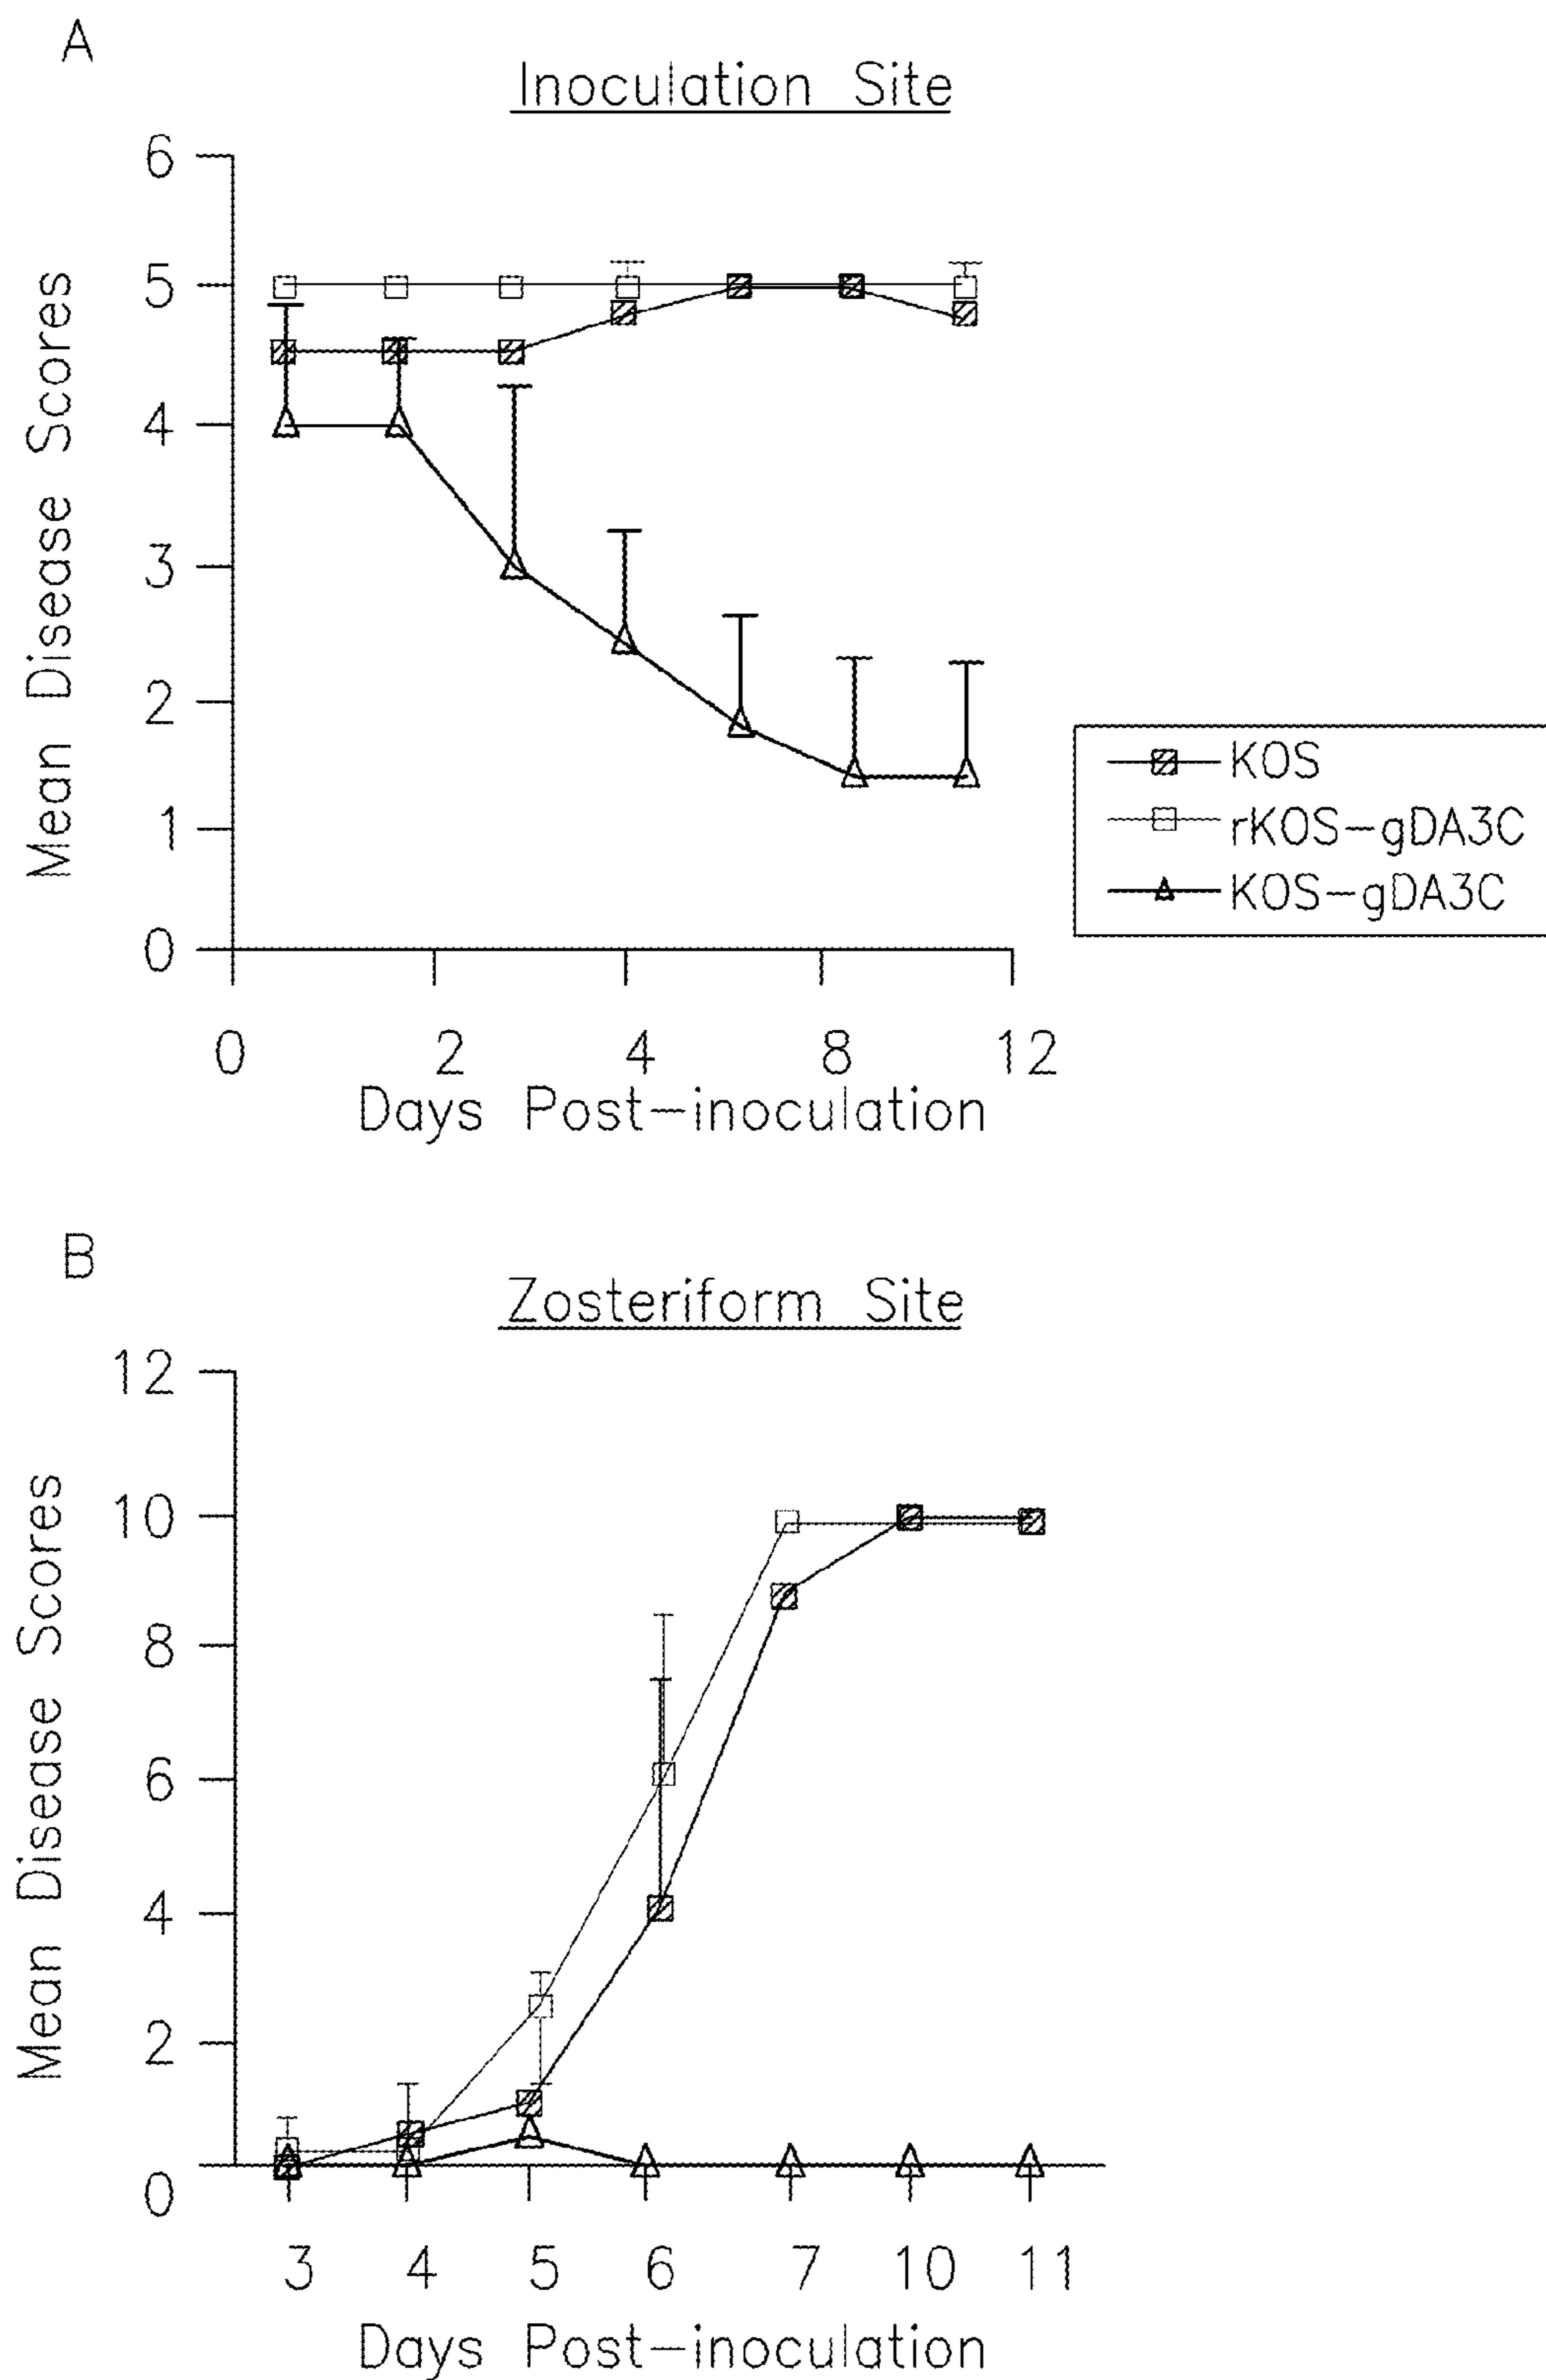 A
Inoculation Site
6
5
4
3
2
1
0
Mean Disease Scores
0 2 4 8 12
Days Post-inoculation
KOS
rKOS-gDA3C
KOS-gDA3C
B
Zosteriform Site
12
10
8
6
4
2
0
Mean Disease Scores
3 4 5 6 7 10 11
Days Post-inoculation